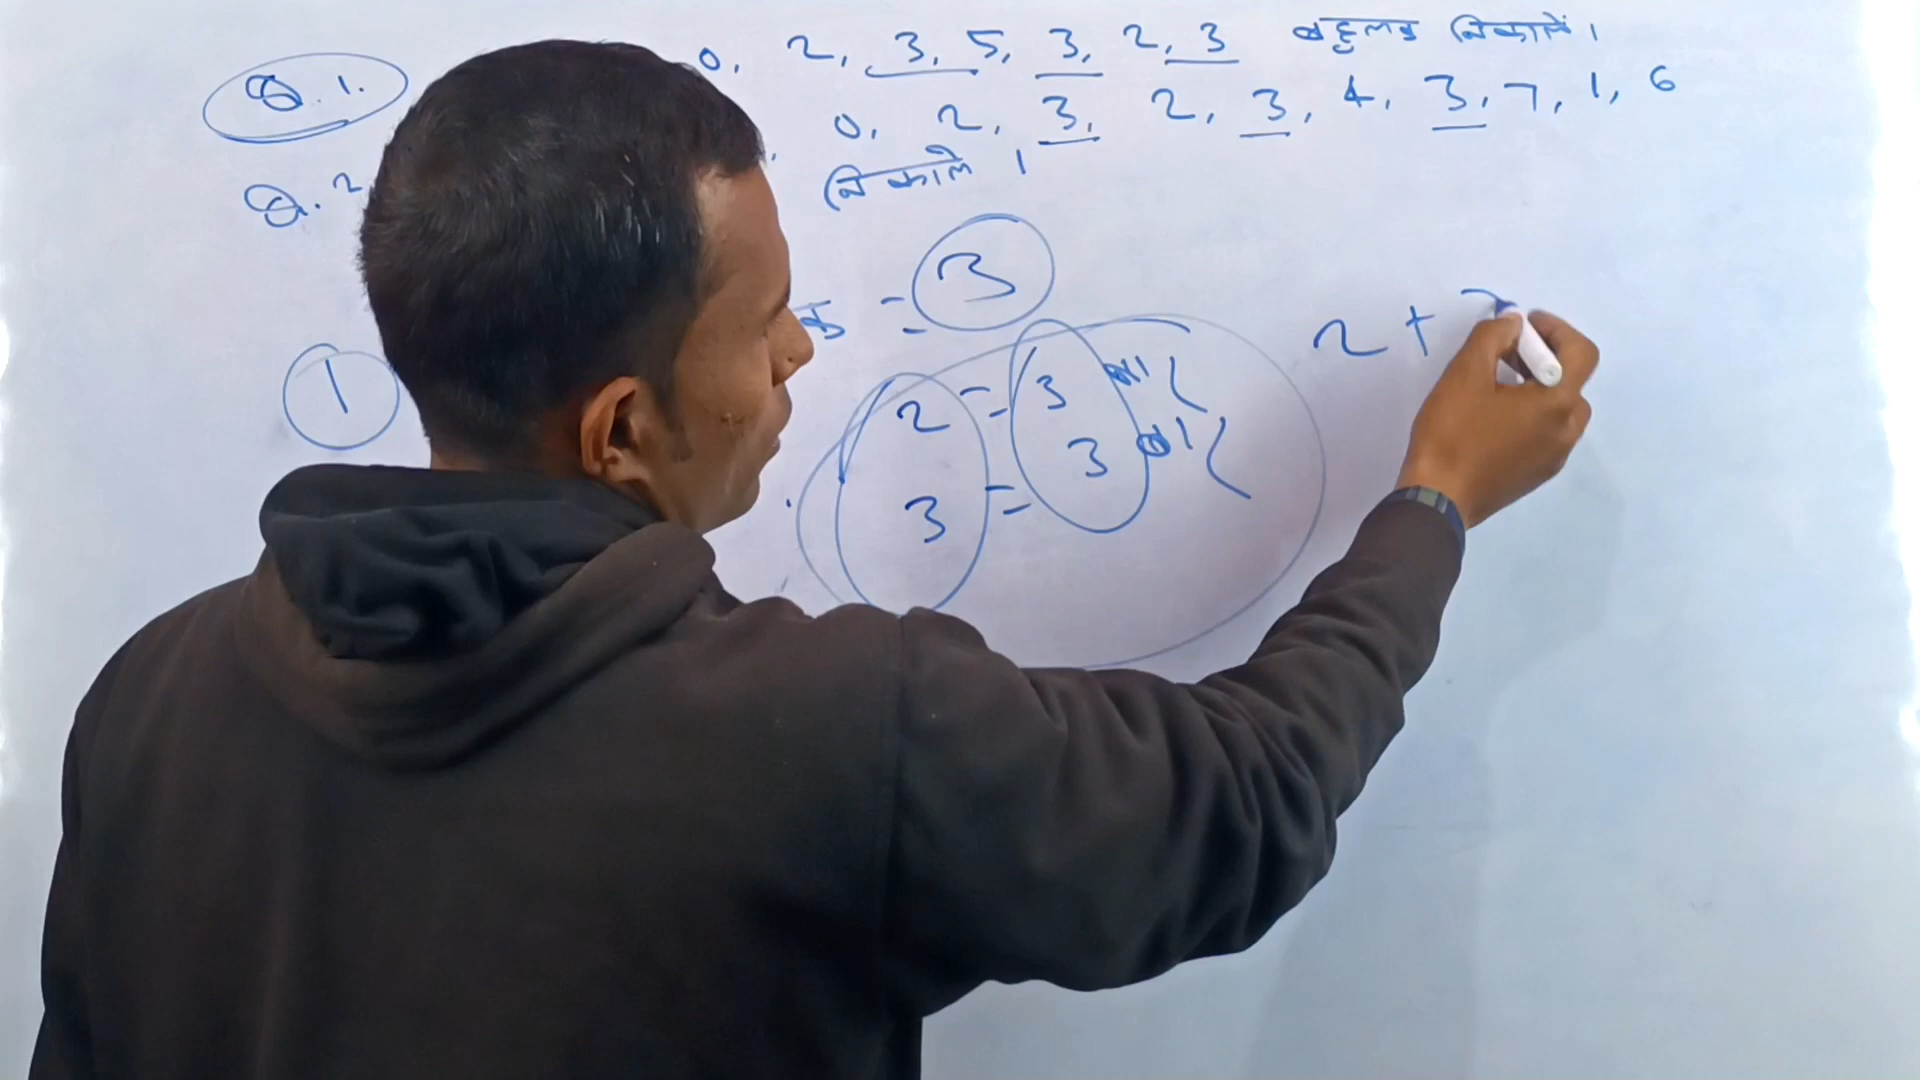 Q. 1. 0, 2, 3, 5, 3, 2, 3 बहुलक निकालें।
0, 2, 3, 2, 3, 4, 3, 7, 1, 6
Q. 2 निकाले ।
क = 3
1
2 = 3
3 = 3
2 +